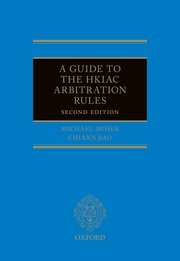 A GUIDE TO
THE HKIAC
ARBITRATION
RULES
SECOND EDITION
MICHAEL MOSER
CHIANN BAO
OXFORD